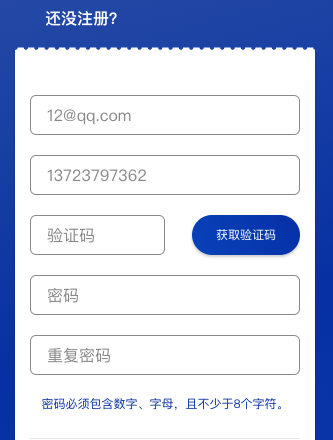 还没注册？
12@qq.com
13723797362
验证码
获取验证码
密码
重复密码
密码必须包含数字、字母，且不少于8个字符。